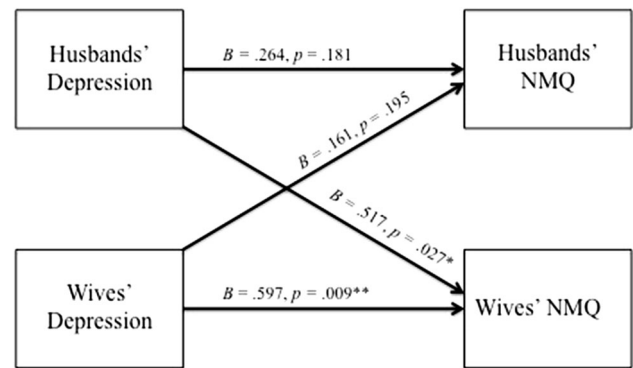 Husbands’
Depression
B = .264, p = .181
Husbands’
NMQ
B = .161, p = .195
B = .517, p = .027*
Wives’
Depression
B = .597, p = .009**
Wives’ NMQ